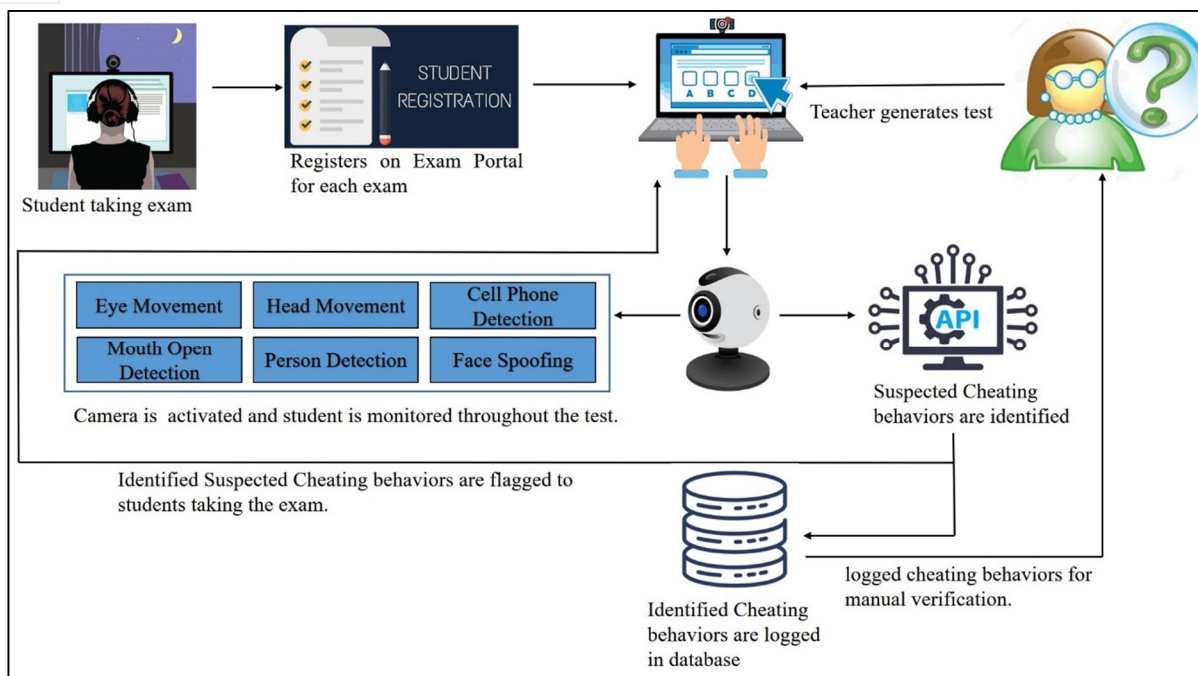 STUDENT
REGISTRATION
A B C D
Teacher generates test
Registers on Exam Portal
for each exam
Student taking exam
Eye Movement
Head Movement
Cell Phone
Detection
Mouth Open
Detection
Person Detection
Face Spoofing
API
Camera is activated and student is monitored throughout the test.
Suspected Cheating
behaviors are identified
Identified Suspected Cheating behaviors are flagged to
students taking the exam.
logged cheating behaviors for
manual verification.
Identified Cheating
behaviors are logged
in database